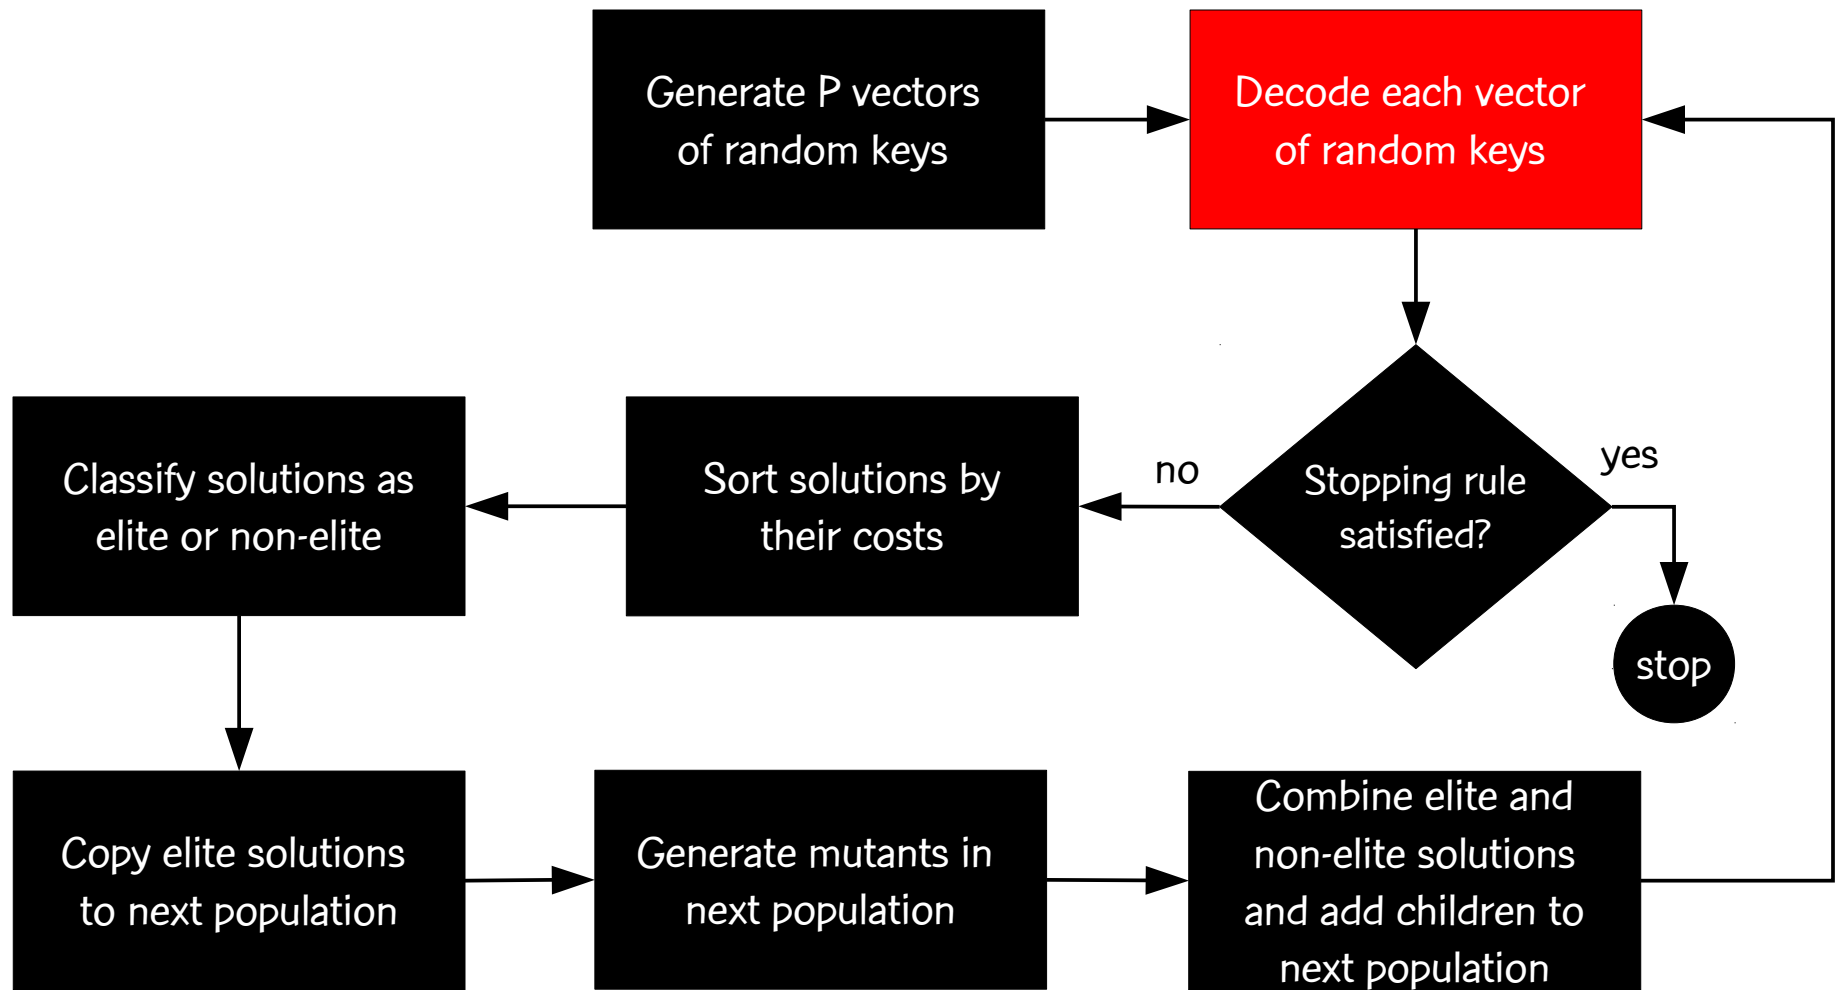 Generate P vectors
of random keys
Decode each vector
of random keys
Classify solutions as
elite or non-elite
Sort solutions by
their costs
no
Stopping rule
satisfied?
yes
stop
Copy elite solutions
to next population
Generate mutants in
next population
Combine elite and
non-elite solutions
and add children to
next population